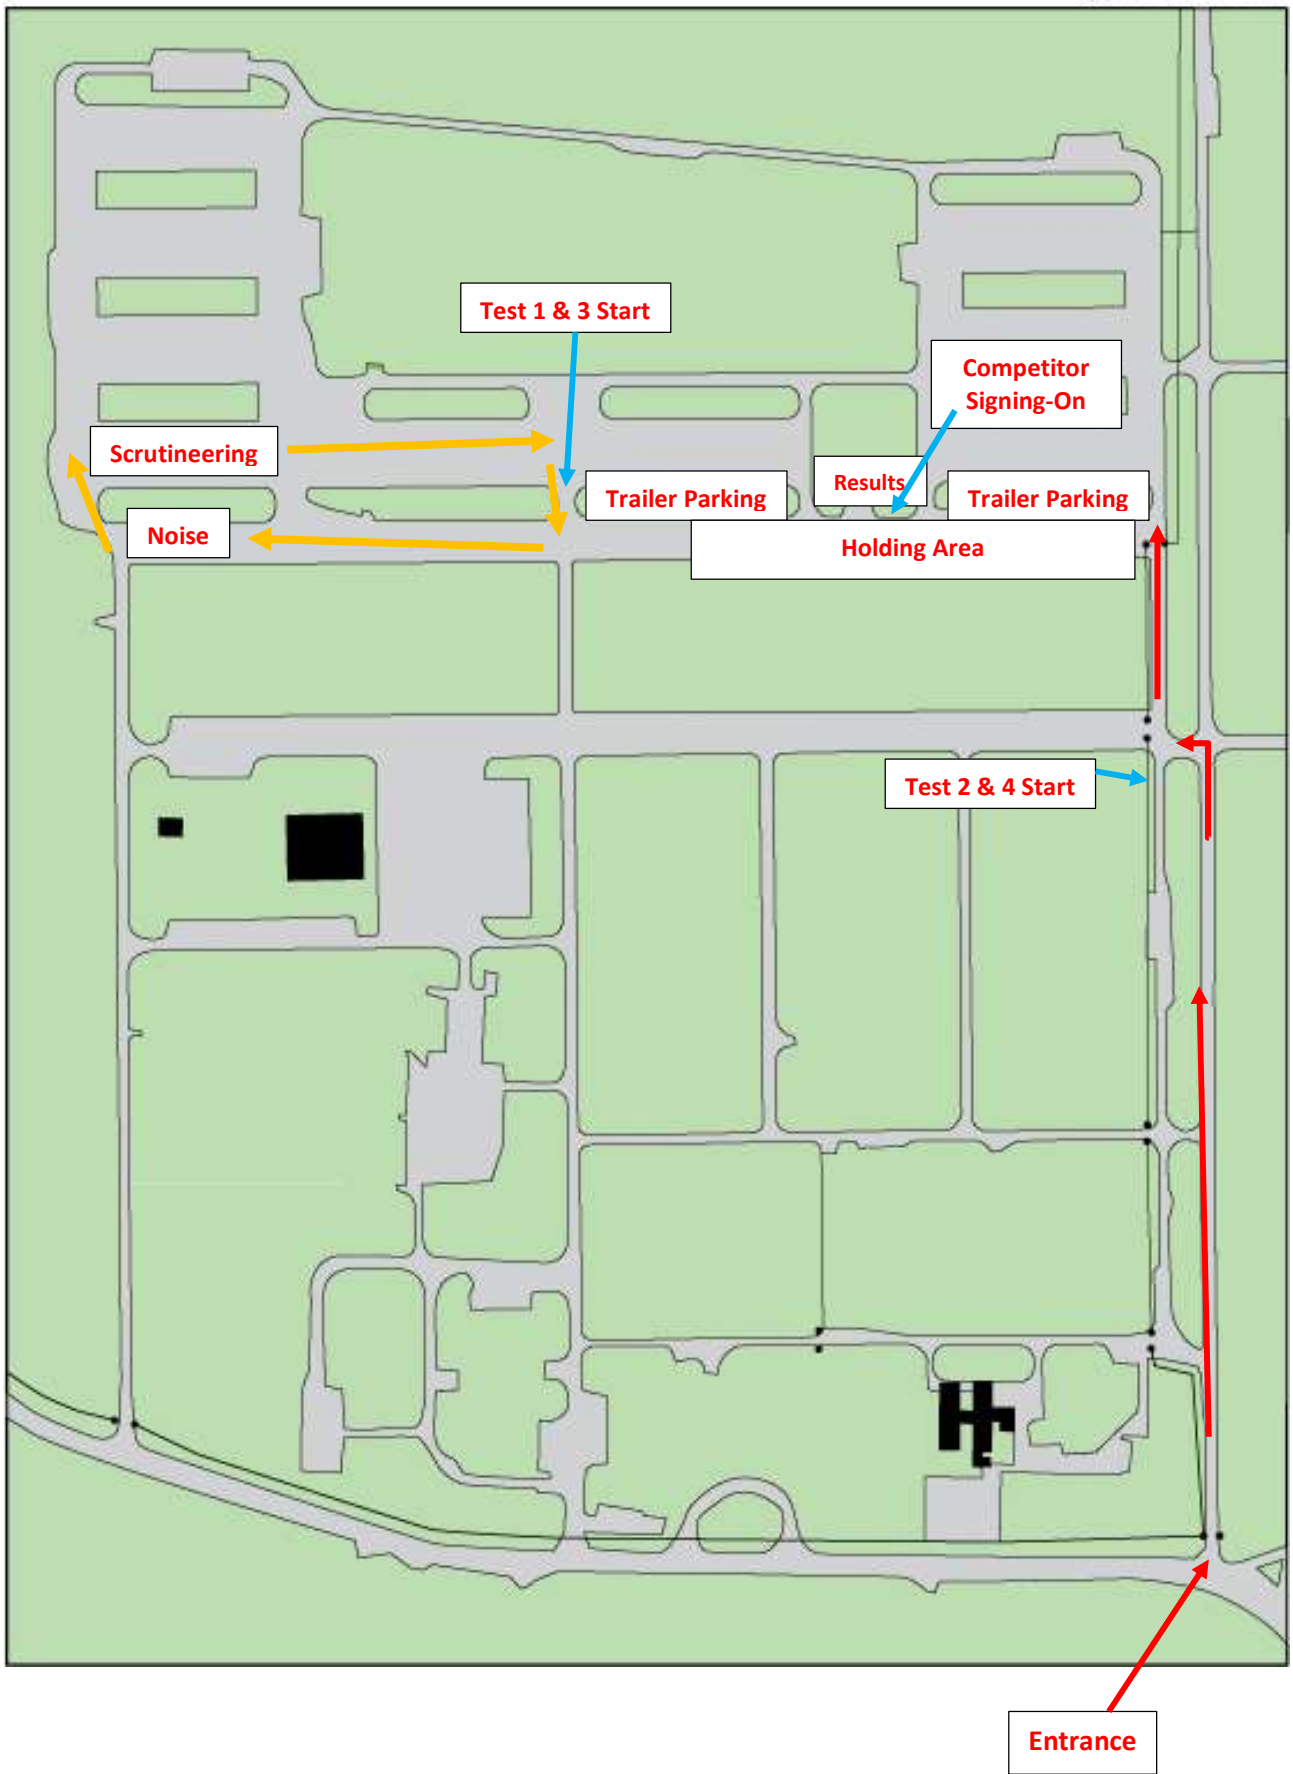 Test 1 & 3 Start
Competitor
Signing-On
Scrutineering
Results
Trailer Parking
Trailer Parking
Noise
Holding Area
Test 2 & 4 Start
Entrance